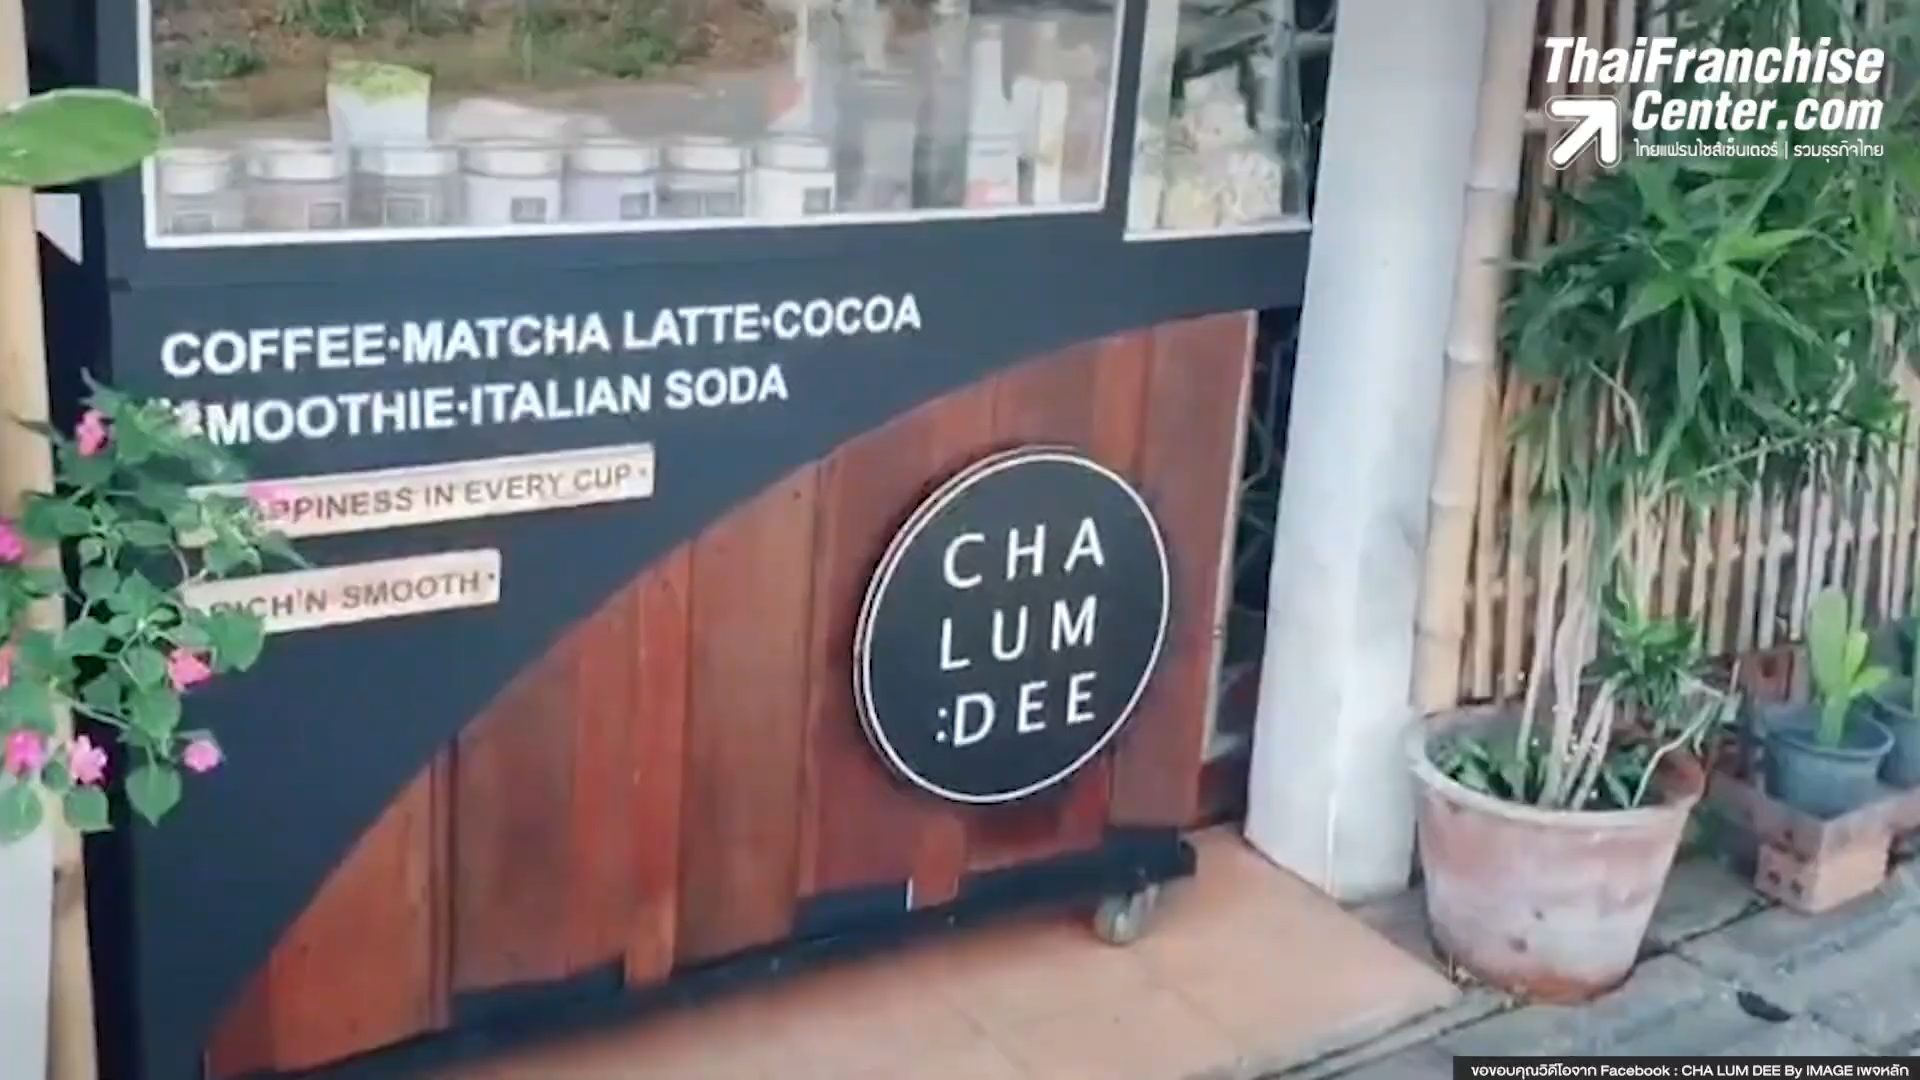 ThaiFranchise
Center.com
ไทยแฟรนไชส์เซ็นเตอร์ | รวมธุรกิจไทย
COFFEE·MATCHA LATTE·COCOA
SMOOTHIE·ITALIAN SODA
HAPPINESS IN EVERY CUP
RICH'N SMOOTH
CHA
LUM
:DEE
ขอขอบคุณวิดีโอจาก Facebook : CHA LUM DEE By IMAGE เพจหลัก